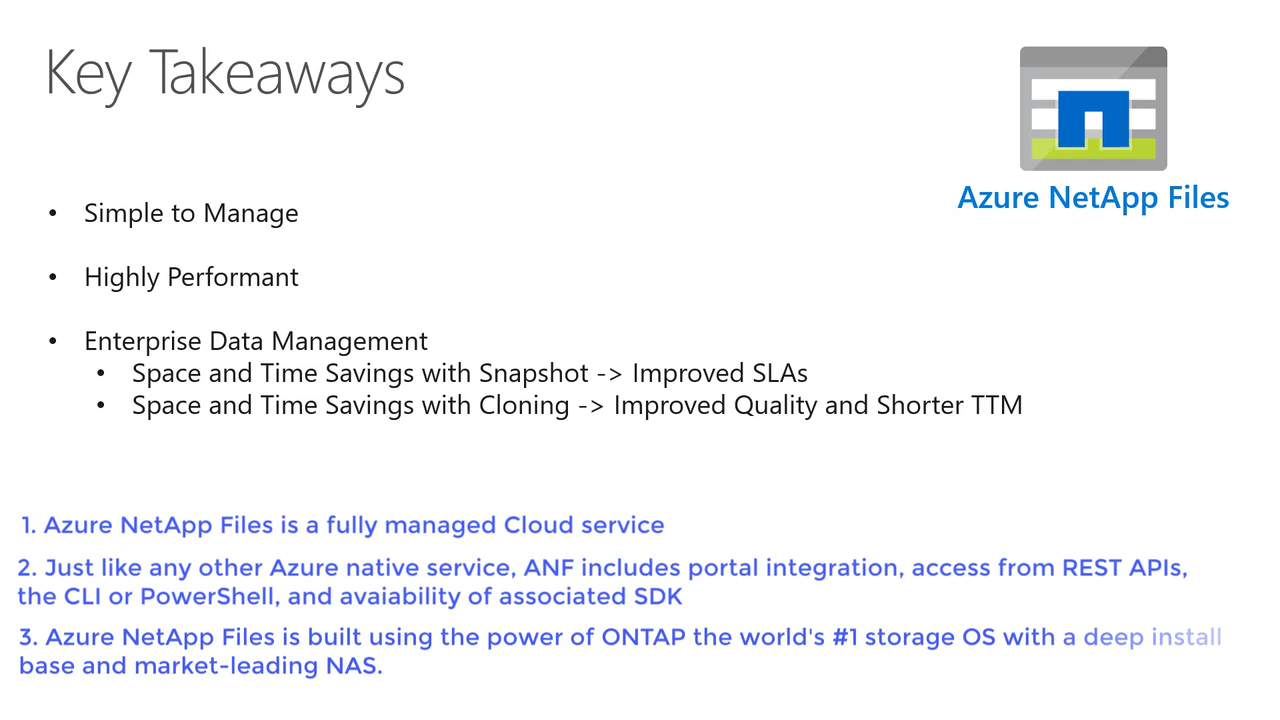 Key Takeaways
Azure NetApp Files
• Simple to Manage
• Highly Performant
• Enterprise Data Management
• Space and Time Savings with Snapshot -> Improved SLAs
• Space and Time Savings with Cloning -> Improved Quality and Shorter TTM
1. Azure NetApp Files is a fully managed Cloud service
2. Just like any other Azure native service, ANF includes portal integration, access from REST APIs,
the CLI or PowerShell, and avaiability of associated SDK
3. Azure NetApp Files is built using the power of ONTAP the world's #1 storage OS with a deep install
base and market-leading NAS.